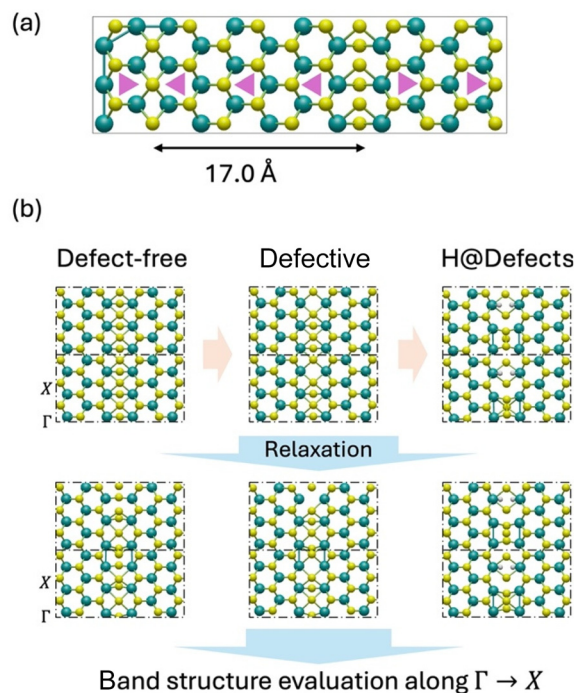 (a)
17.0 Å
(b)
Defect-free Defective H@Defects
X
Γ
Relaxation
X
Γ
Band structure evaluation along Γ → X